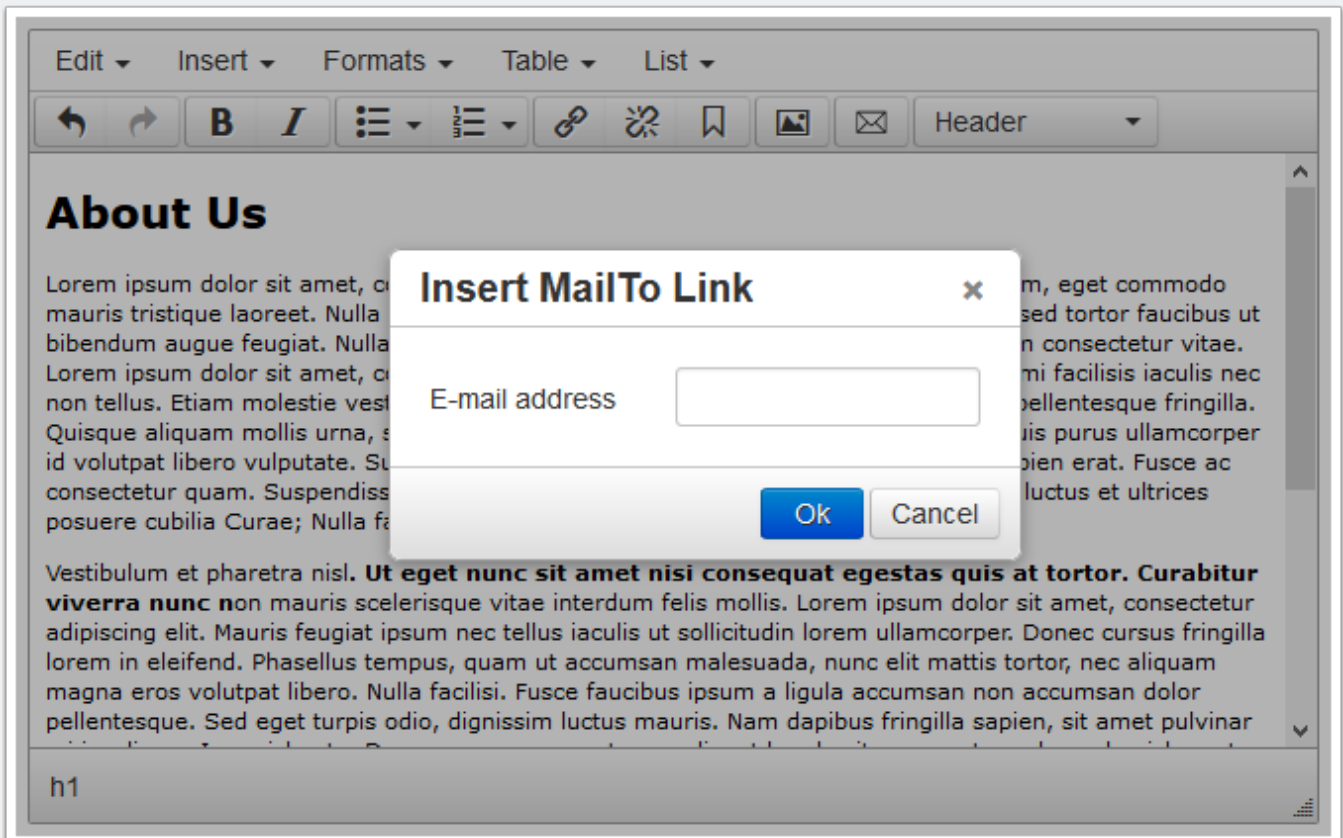 Edit Insert Formats Table List
B I Header
About Us
Insert MailTo Link ×
Lorem ipsum dolor sit amet, m, eget commodo
mauris tristique laoreet. Nulla sed tortor faucibus ut
bibendum augue feugiat. Nulla consectetur vitae.
Lorem ipsum dolor sit amet, mi facilisis iaculis nec
E-mail address
non tellus. Etiam molestie pellentesque fringilla.
Quisque aliquam mollis urna, purus ullamcorper
id volutpat libero vulputate. erat. Fusce ac
consectetur quam. luctus et ultrices
Ok Cancel
posuere cubilia Curae; Nulla
Vestibulum et pharetra nisl. Ut eget nunc sit amet nisi consequat egestas quis at tortor. Curabitur
viverra nunc non mauris scelerisque vitae interdum felis mollis. Lorem ipsum dolor sit amet, consectetur
adipiscing elit. Mauris feugiat ipsum nec tellus iaculis ut sollicitudin lorem ullamcorper. Donec cursus fringilla
lorem in eleifend. Phasellus tempus, quam ut accumsan malesuada, nunc elit mattis tortor, nec aliquam
magna eros volutpat libero. Nulla facilisi. Fusce faucibus ipsum a ligula accumsan non accumsan dolor
pellentesque. Sed eget turpis odio, dignissim luctus mauris. Nam dapibus fringilla sapien, sit amet pulvinar
h1